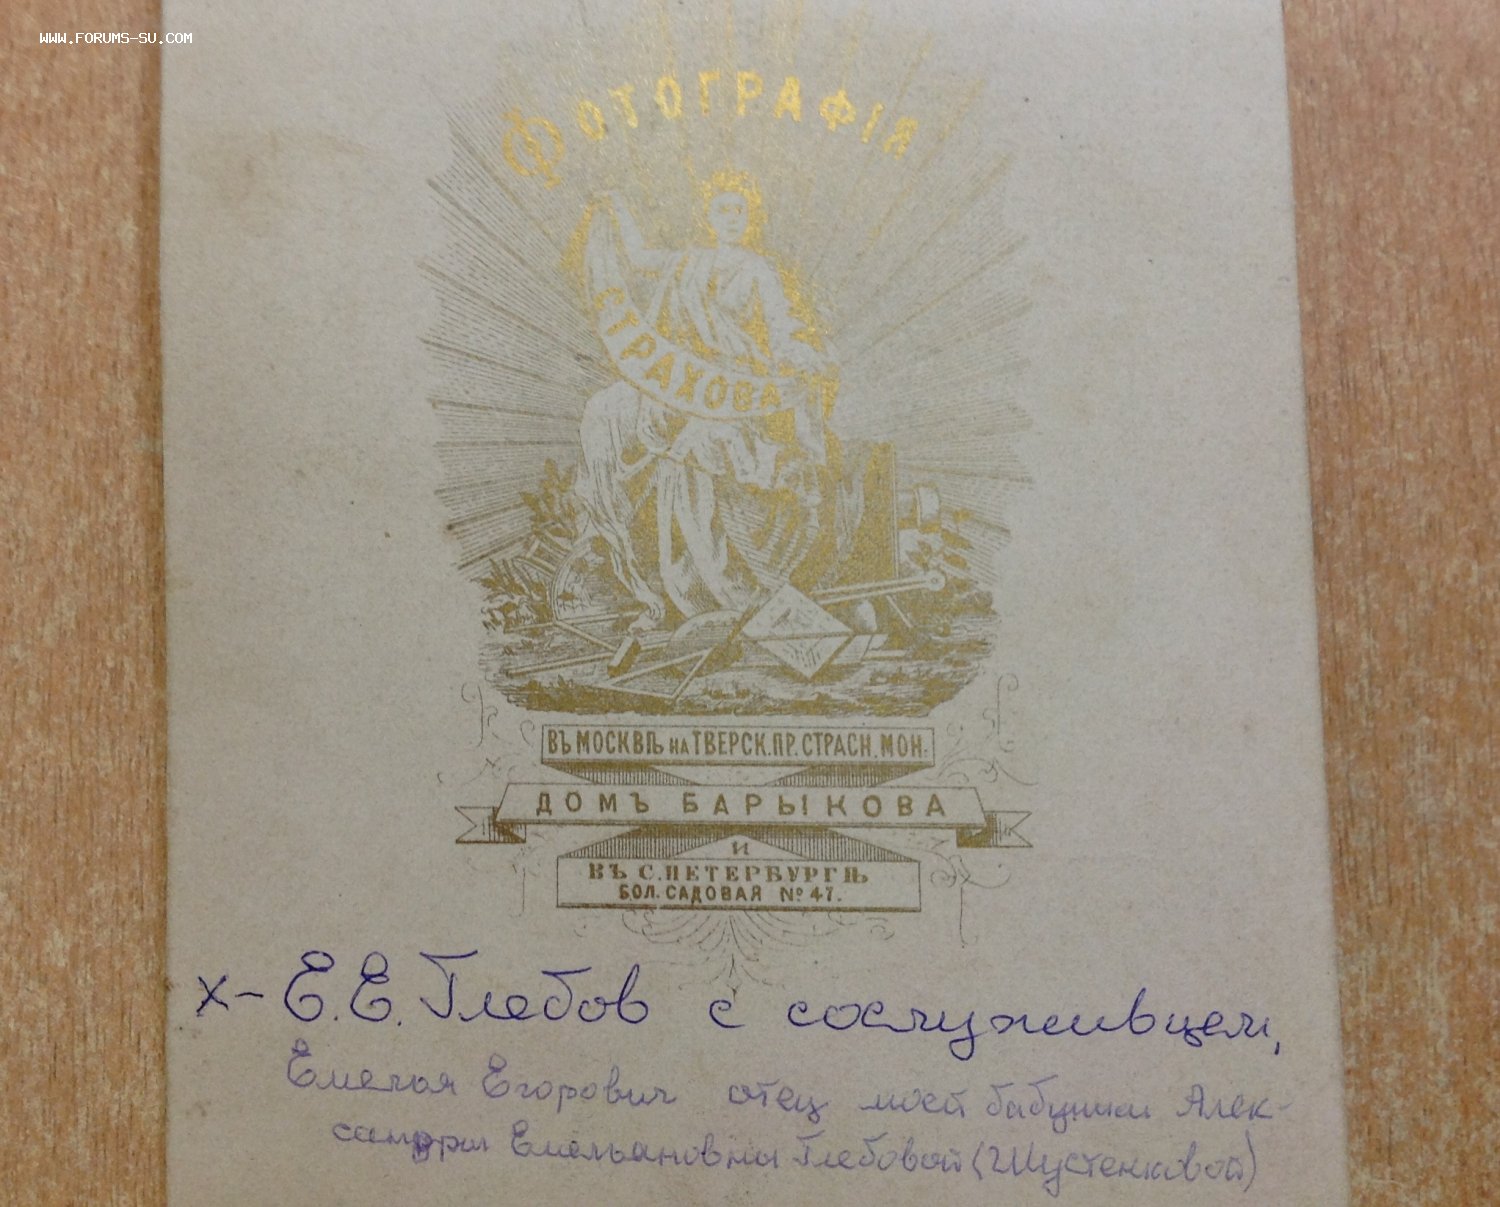 WWW.FORUMS-SU.COM
ФОТОГРАФІЯ
СТРАХОВА
ВЪ МОСКВѢ НА ТВЕРСК. ПР. СТРАСН. МОН.
ДОМЪ БАРЫКОВА
И
ВЪ С. ПЕТЕРБУРГѢ
БОЛ. САДОВАЯ № 47.
х - Е.Е. Глебов с сослуживцем,
Емельян Егорович отец моей бабушки Алек-
сандры Емельяновны Глебовой (Шустенковой)